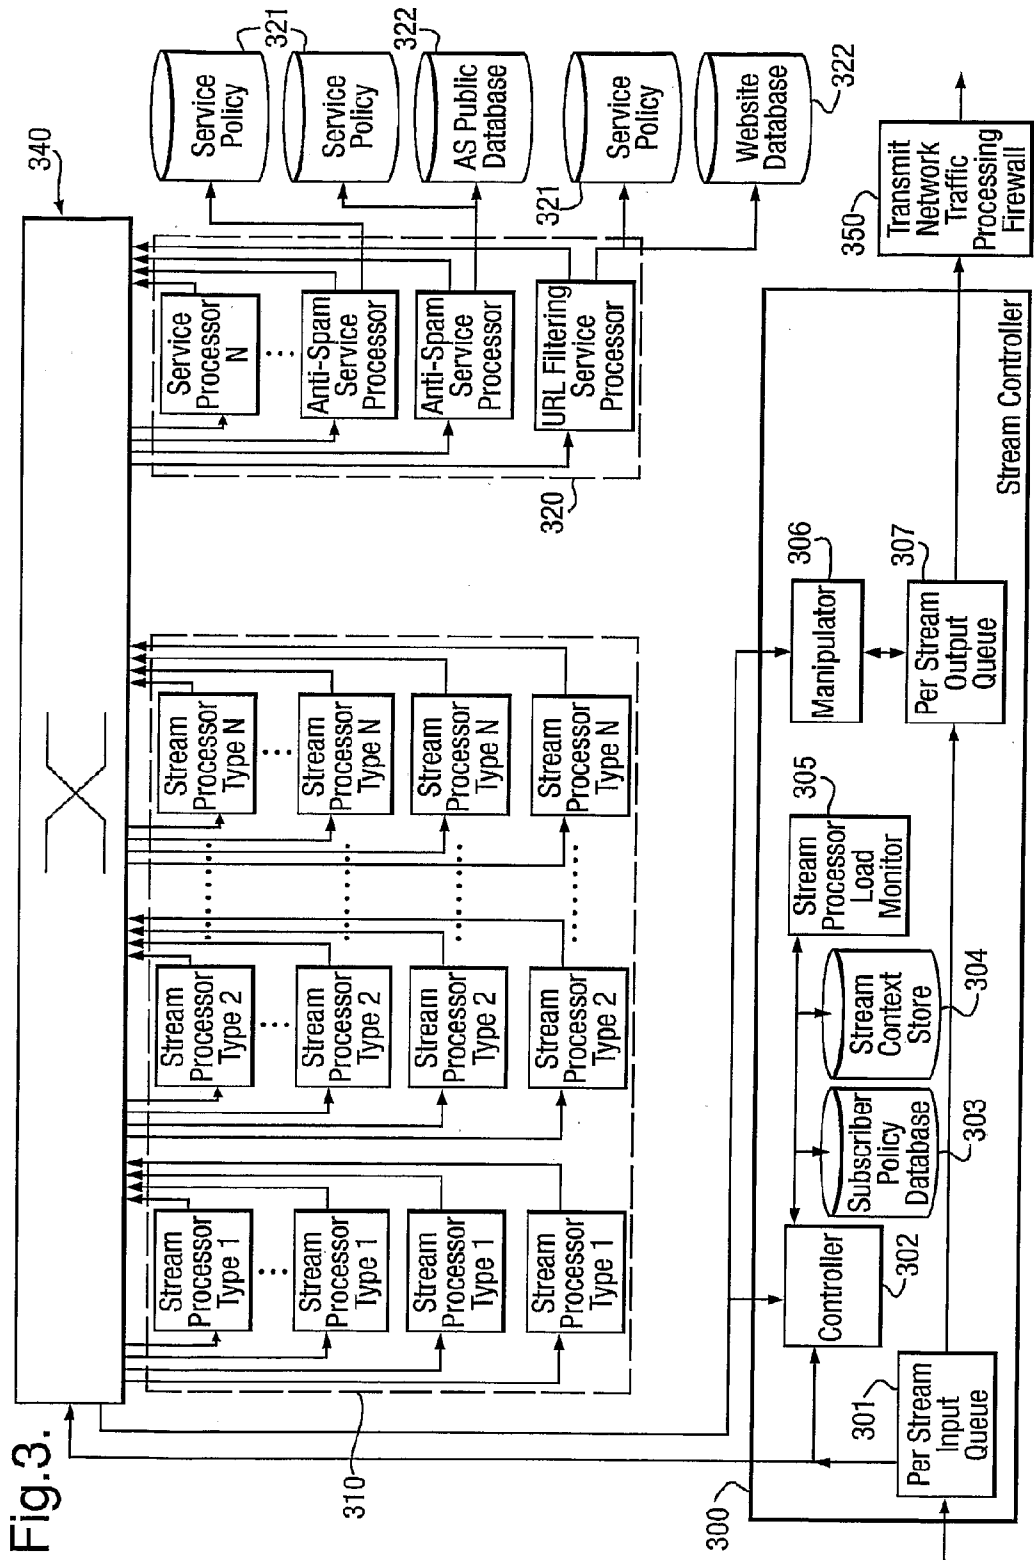 Fig.3.
340
310
Stream
Processor
Type 1
Stream
Processor
Type 1
Stream
Processor
Type 1
Stream
Processor
Type 1
Stream
Processor
Type 2
Stream
Processor
Type 2
Stream
Processor
Type 2
Stream
Processor
Type 2
Stream
Processor
Type N
Stream
Processor
Type N
Stream
Processor
Type N
Stream
Processor
Type N
Service
Processor
N
Anti-Spam
Service
Processor
Anti-Spam
Service
Processor
URL Filtering
Service
Processor
320
Service
Policy
321
Service
Policy
321
AS Public
Database
322
Service
Policy
321
Website
Database
322
300
301
Per Stream
Input
Queue
Controller
302
Subscriber
Policy
Database
303
Stream
Context
Store
304
Stream
Processor
Load
Monitor
305
Manipulator
306
Per Stream
Output
Queue
307
Stream Controller
350
Transmit
Network
Traffic
Processing
Firewall